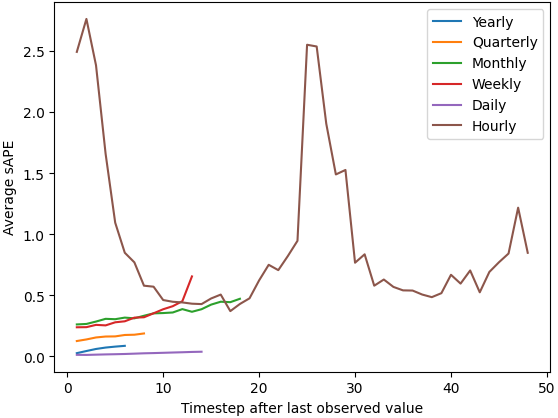 Average sAPE
2.5
2.0
1.5
1.0
0.5
0.0
Yearly
Quarterly
Monthly
Weekly
Daily
Hourly
0 10 20 30 40 50
Timestep after last observed value